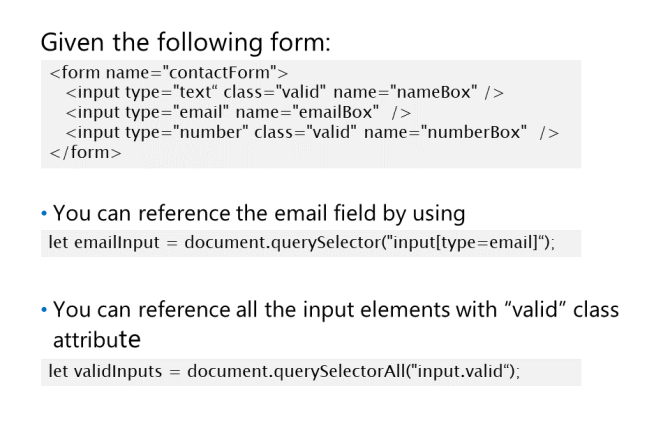 Given the following form:
<form name="contactForm">
<input type="text“ class="valid" name="nameBox" />
<input type="email" name="emailBox"  />
<input type="number" class="valid" name="numberBox"  />
</form>
• You can reference the email field by using
let emailInput = document.querySelector("input[type=email]“);
• You can reference all the input elements with “valid” class
attribute
let validInputs = document.querySelectorAll("input.valid“);